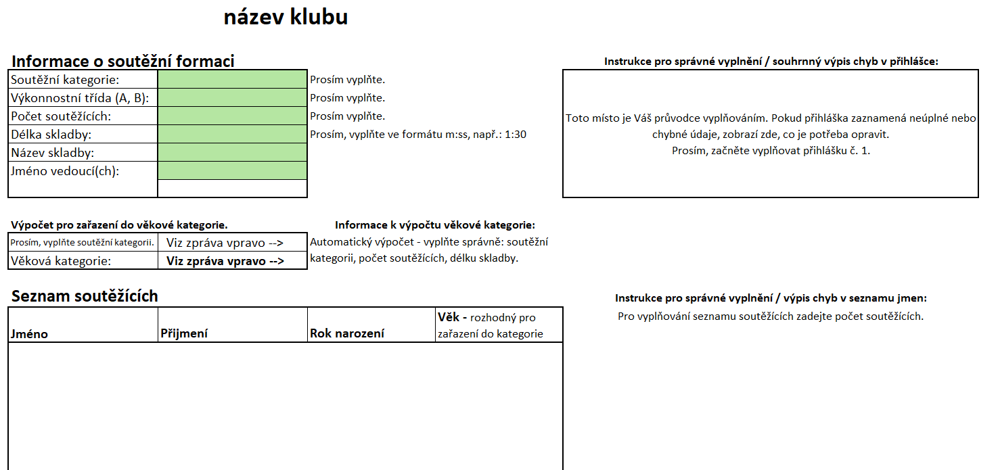 název klubu
Informace o soutěžní formaci
Instrukce pro správné vyplnění / souhrnný výpis chyb v přihlášce:
Soutěžní kategorie:
Prosím vyplňte.
Výkonnostní třída (A, B):
Prosím vyplňte.
Počet soutěžících:
Prosím vyplňte.
Délka skladby:
Prosím, vyplňte ve formátu m:ss, např.: 1:30
Název skladby:
Jméno vedoucí(ch):
Toto místo je Váš průvodce vyplňováním. Pokud přihláška zaznamená neúplné nebo
chybné údaje, zobrazí zde, co je potřeba opravit.
Prosím, začněte vyplňovat přihlášku č. 1.
Výpočet pro zařazení do věkové kategorie.
Informace k výpočtu věkové kategorie:
Prosím, vyplňte soutěžní kategorii.
Viz zpráva vpravo -->
Automatický výpočet - vyplňte správně: soutěžní
kategorii, počet soutěžících, délku skladby.
Věková kategorie:
Viz zpráva vpravo -->
Seznam soutěžících
Instrukce pro správné vyplnění / výpis chyb v seznamu jmen:
Pro vyplňování seznamu soutěžících zadejte počet soutěžících.
Jméno
Přijmení
Rok narození
Věk - rozhodný pro
zařazení do kategorie